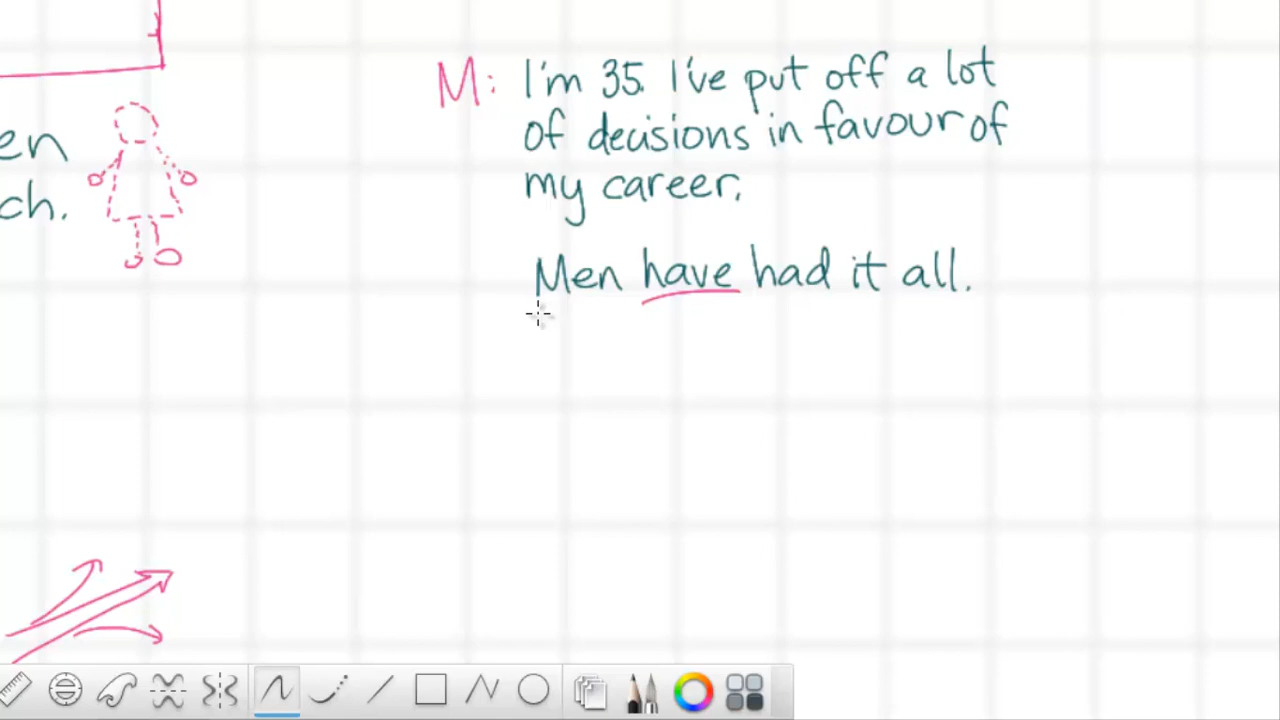 M: I'm 35. I've put off a lot
of decisions in favour of
my career.
Men have had it all.
en
ch.